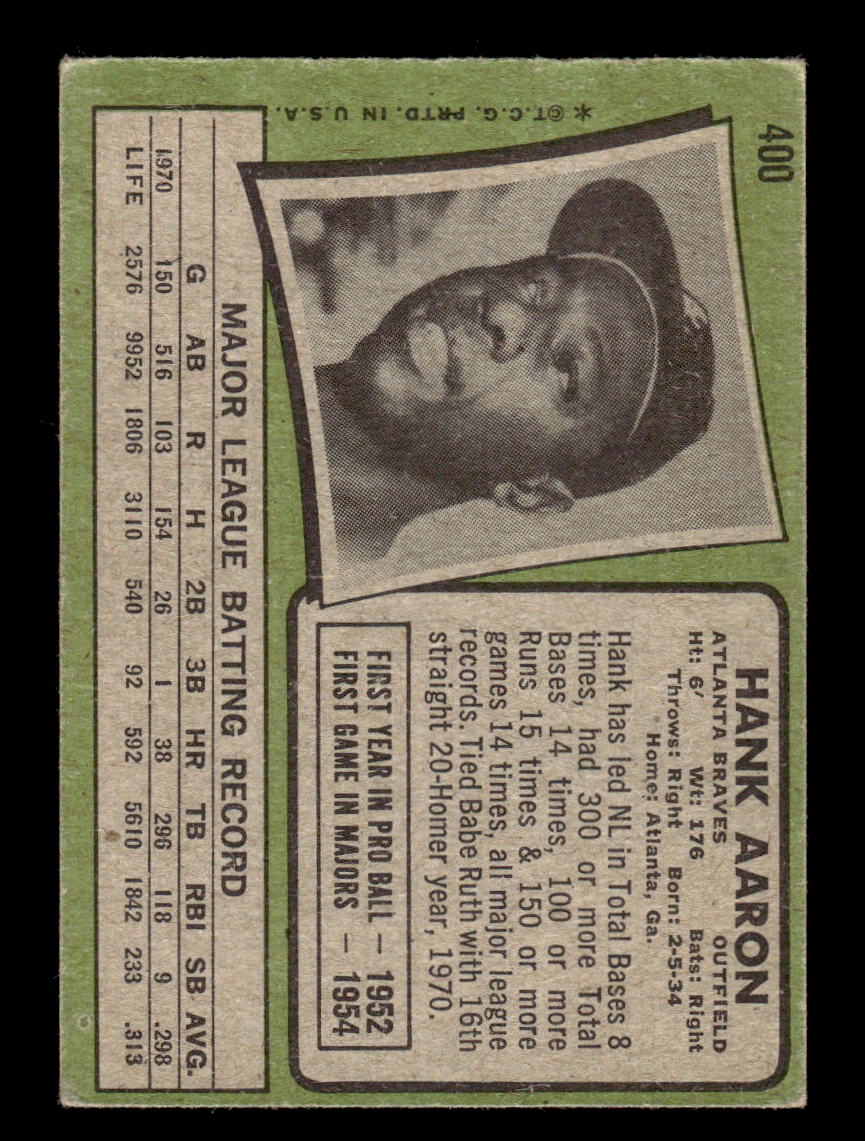 400
✶ ©T.C.G. PRTD. IN U.S.A.
HANK AARON
ATLANTA BRAVES OUTFIELD
Ht: 6′ Wt: 176 Bats: Right
Throws: Right Born: 2-5-34
Home: Atlanta, Ga.
Hank has led NL in Total Bases 8
times, had 300 or more Total
Bases 14 times, 100 or more
Runs 15 times & 150 or more
games 14 times, all major league
records. Tied Babe Ruth with 16th
straight 20-Homer year, 1970.
FIRST YEAR IN PRO BALL — 1952
FIRST GAME IN MAJORS — 1954
MAJOR LEAGUE BATTING RECORD
G AB R H 2B 3B HR TB RBI SB AVG.
1970 150 516 103 154 26 1 38 296 118 9 .298
LIFE 2576 9952 1806 3110 540 92 592 5610 1842 233 .313